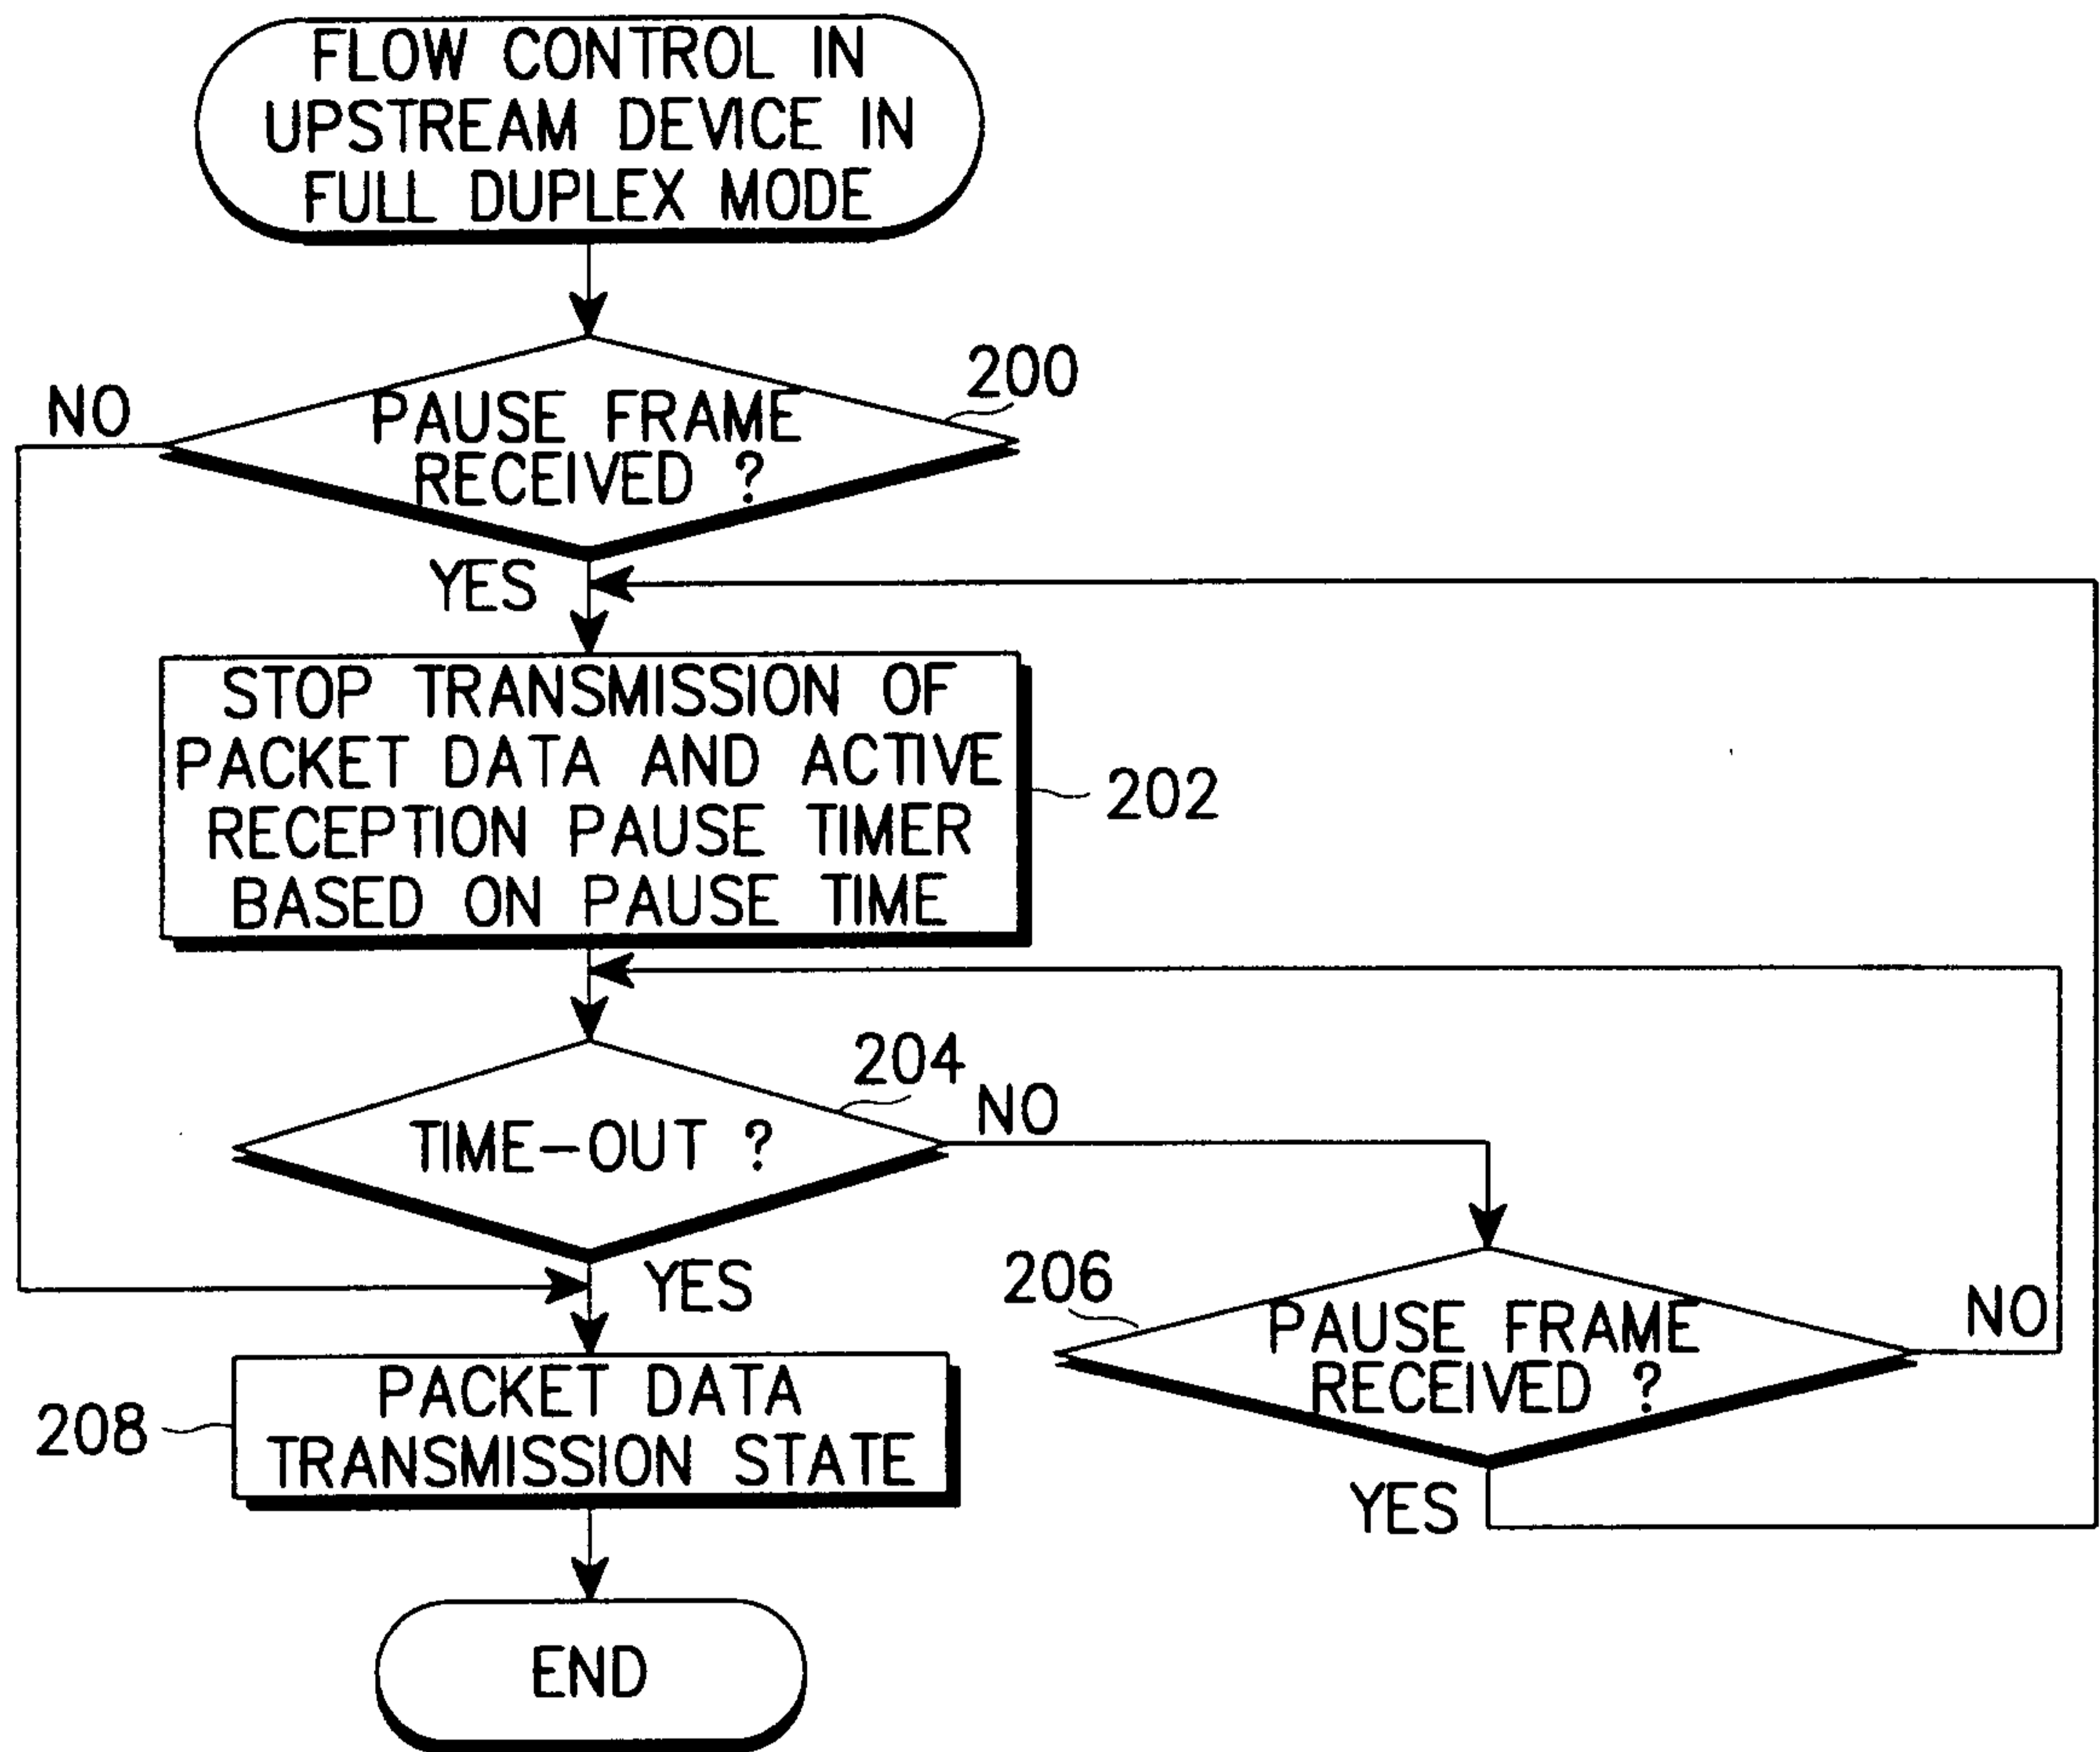 FLOW CONTROL IN
UPSTREAM DEVICE IN
FULL DUPLEX MODE
200
NO
PAUSE FRAME
RECEIVED ?
YES
STOP TRANSMISSION OF
PACKET DATA AND ACTIVE
RECEPTION PAUSE TIMER
BASED ON PAUSE TIME
202
204
NO
TIME-OUT ?
YES
206
PAUSE FRAME
RECEIVED ?
NO
YES
208
PACKET DATA
TRANSMISSION STATE
END